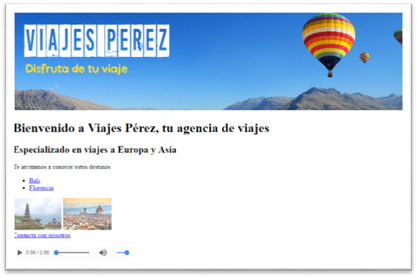 VIAJES PEREZ
Disfruta de tu viaje
Bienvenido a Viajes Pérez, tu agencia de viajes
Especializado en viajes a Europa y Asia
Te invitamos a conocer estos destinos
Bali
Florencia
Contacta con nosotros
0:00 / 2:08